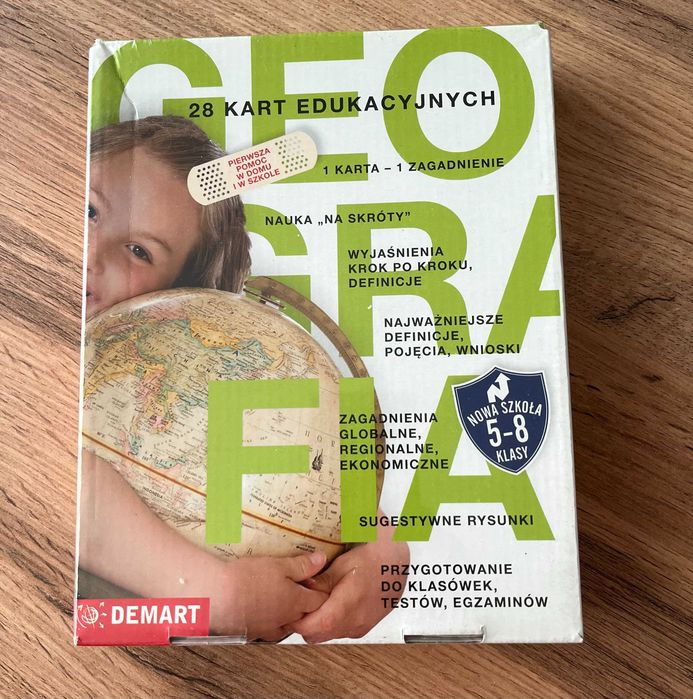 GEO
GRA
FIA
28 KART EDUKACYJNYCH
PIERWSZA
POMOC
W DOMU
I W SZKOLE
1 KARTA – 1 ZAGADNIENIE
NAUKA „NA SKRÓTY”
WYJAŚNIENIA
KROK PO KROKU,
DEFINICJE
NAJWAŻNIEJSZE
DEFINICJE,
POJĘCIA, WNIOSKI
NOWA SZKOŁA
5-8
KLASY
ZAGADNIENIA
GLOBALNE,
REGIONALNE,
EKONOMICZNE
SUGESTYWNE RYSUNKI
PRZYGOTOWANIE
DO KLASÓWEK,
TESTÓW, EGZAMINÓW
DEMART